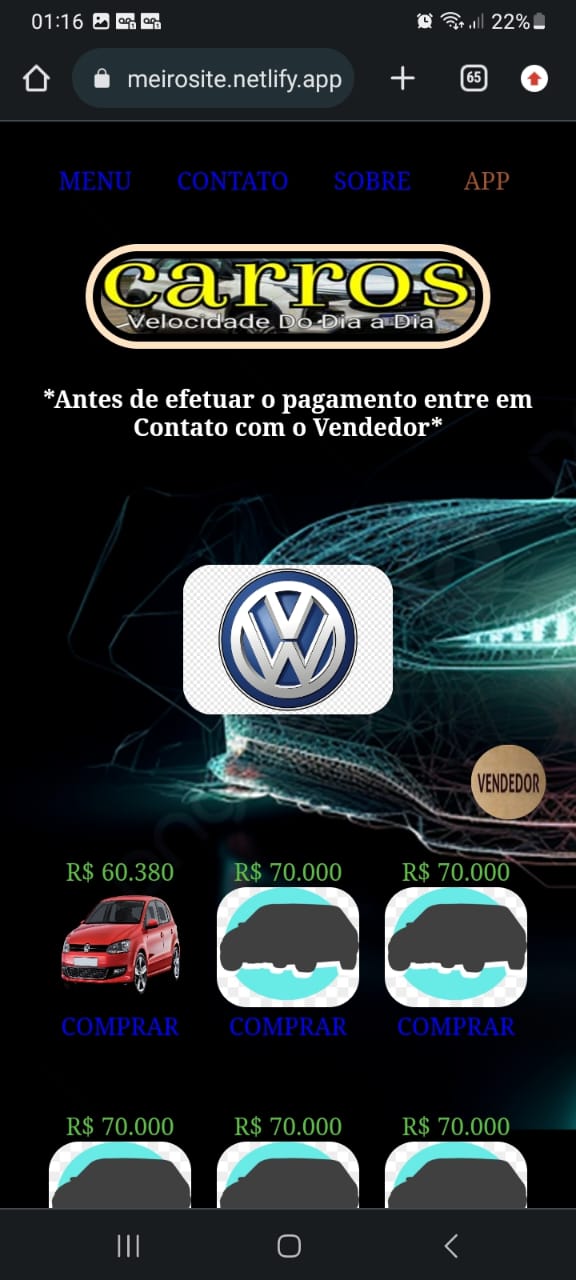 01:16
22%
meirosite.netlify.app
65
MENU CONTATO SOBRE APP
carros
Velocidade Do Dia a Dia
*Antes de efetuar o pagamento entre em
Contato com o Vendedor*
VENDEDOR
R$ 60.380 R$ 70.000 R$ 70.000
COMPRAR COMPRAR COMPRAR
R$ 70.000 R$ 70.000 R$ 70.000